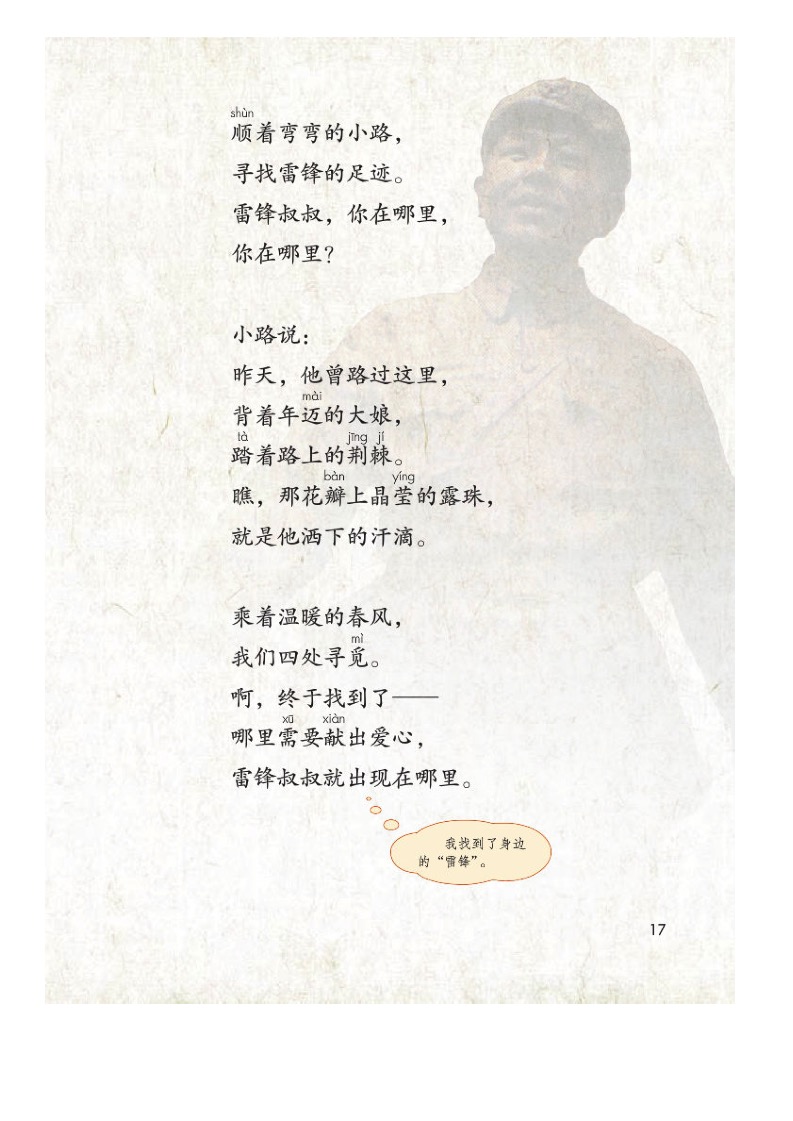 shùn
顺着弯弯的小路，
寻找雷锋的足迹。
雷锋叔叔，你在哪里，
你在哪里？
小路说：
昨天，他曾路过这里，
mài
背着年迈的大娘，
tà jīng jí
踏着路上的荆棘。
bàn yíng
瞧，那花瓣上晶莹的露珠，
就是他洒下的汗滴。
乘着温暖的春风，
mì
我们四处寻觅。
啊，终于找到了——
xū xiàn
哪里需要献出爱心，
雷锋叔叔就出现在哪里。
我找到了身边
的“雷锋”。
17